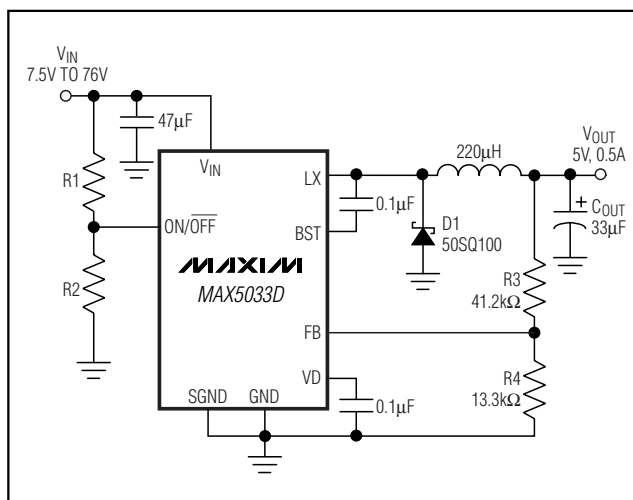 V_IN
7.5V TO 76V
47µF
R1
R2
V_IN
ON/OFF
MAXIM
MAX5033D
SGND
GND
LX
BST
FB
VD
0.1µF
0.1µF
220µH
D1
50SQ100
V_OUT
5V, 0.5A
+
C_OUT
33µF
R3
41.2kΩ
R4
13.3kΩ